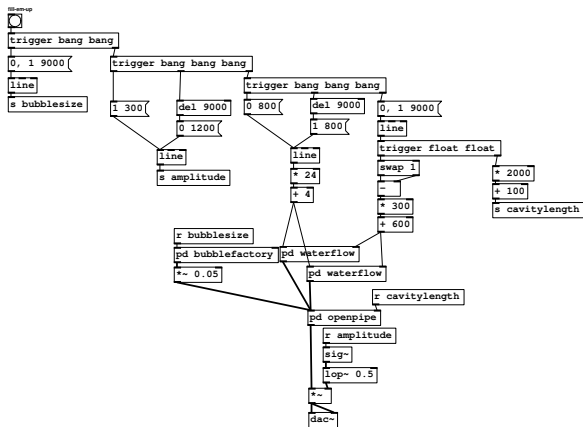 fill-em-up
trigger bang bang
0, 1 9000
line
s bubblesize
trigger bang bang bang
1 300
del 9000
0 1200
line
s amplitude
trigger bang bang bang
0 800
del 9000
1 800
line
* 24
+ 4
0, 1 9000
line
trigger float float
swap 1
-
* 300
+ 600
* 2000
+ 100
s cavitylength
r bubblesize
pd bubblefactory
*~ 0.05
pd waterflow
pd waterflow
r cavitylength
pd openpipe
r amplitude
sig~
lop~ 0.5
*~
dac~